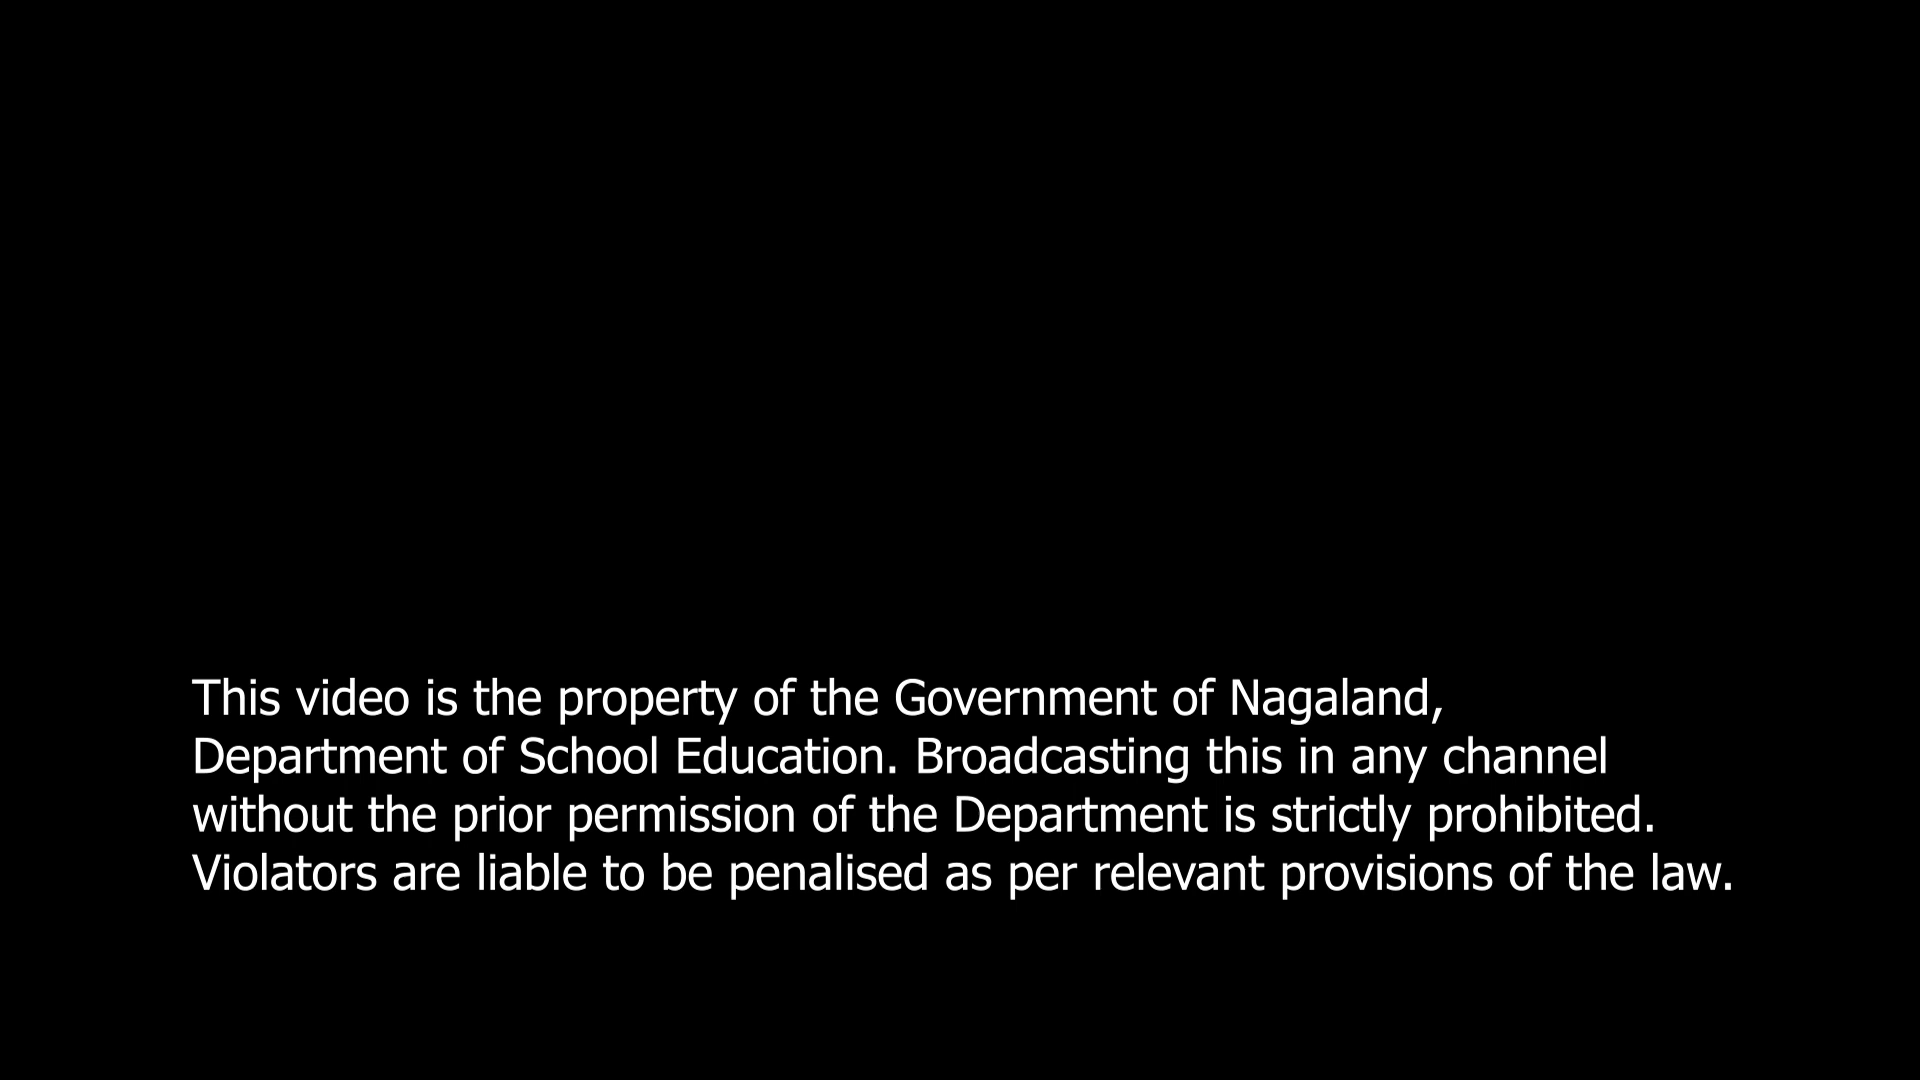 This video is the property of the Government of Nagaland,
Department of School Education. Broadcasting this in any channel
without the prior permission of the Department is strictly prohibited.
Violators are liable to be penalised as per relevant provisions of the law.